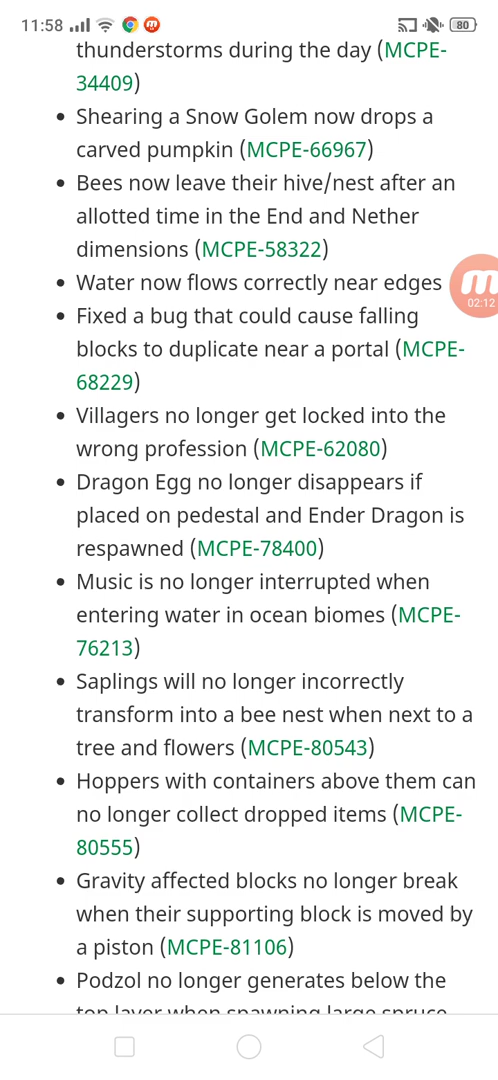 11:58
80
thunderstorms during the day (MCPE-
34409)
• Shearing a Snow Golem now drops a
carved pumpkin (MCPE-66967)
• Bees now leave their hive/nest after an
allotted time in the End and Nether
dimensions (MCPE-58322)
• Water now flows correctly near edges
02:12
• Fixed a bug that could cause falling
blocks to duplicate near a portal (MCPE-
68229)
• Villagers no longer get locked into the
wrong profession (MCPE-62080)
• Dragon Egg no longer disappears if
placed on pedestal and Ender Dragon is
respawned (MCPE-78400)
• Music is no longer interrupted when
entering water in ocean biomes (MCPE-
76213)
• Saplings will no longer incorrectly
transform into a bee nest when next to a
tree and flowers (MCPE-80543)
• Hoppers with containers above them can
no longer collect dropped items (MCPE-
80555)
• Gravity affected blocks no longer break
when their supporting block is moved by
a piston (MCPE-81106)
• Podzol no longer generates below the
top layer when spawning large spruce